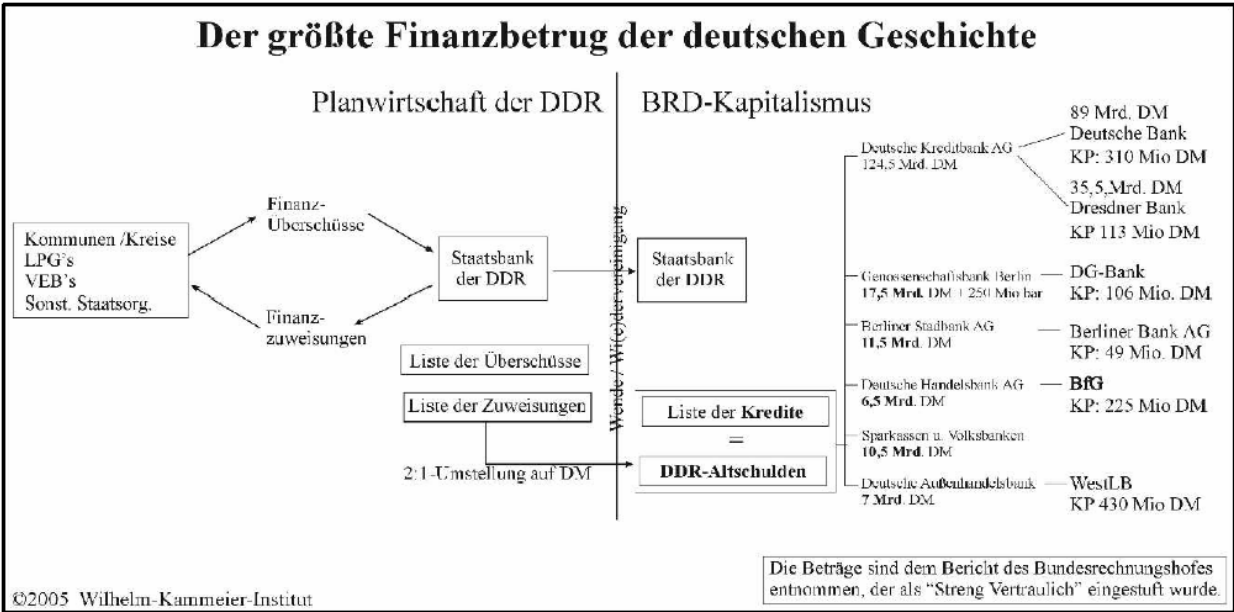 Der größte Finanzbetrug der deutschen Geschichte
Planwirtschaft der DDR
BRD-Kapitalismus
Kommunen /Kreise
LPG's
VEB's
Sonst. Staatsorg.
Finanz-
Überschüsse
Finanz-
zuweisungen
Staatsbank
der DDR
Liste der Überschüsse
Liste der Zuweisungen
2:1-Umstellung auf DM
Wende / Wi(e)dervereinigung
Staatsbank
der DDR
Liste der Kredite
=
DDR-Altschulden
Deutsche Kreditbank AG
124,5 Mrd. DM
89 Mrd. DM
Deutsche Bank
KP: 310 Mio DM
35,5,Mrd. DM
Dresdner Bank
KP 113 Mio DM
Genossenschaftsbank Berlin
17,5 Mrd. DM + 250 Mio bar
DG-Bank
KP: 106 Mio. DM
Berliner Stadbank AG
11,5 Mrd. DM
Berliner Bank AG
KP: 49 Mio. DM
Deutsche Handelsbank AG
6,5 Mrd. DM
BfG
KP: 225 Mio DM
Sparkassen u. Volksbanken
10,5 Mrd. DM
Deutsche Außenhandelsbank
7 Mrd. DM
WestLB
KP 430 Mio DM
Die Beträge sind dem Bericht des Bundesrechnungshofes
entnommen, der als “Streng Vertraulich” eingestuft wurde.
©2005 Wilhelm-Kammeier-Institut